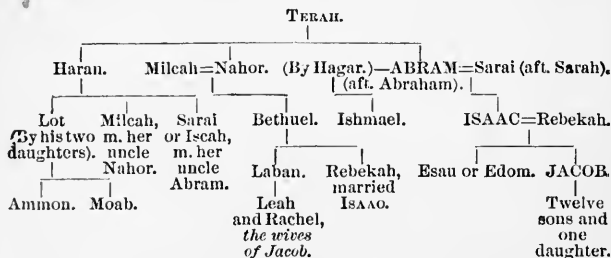 TERAH.
Haran. Milcah=Nahor. (By Hagar.)—ABRAM=Sarai (aft. Sarah).
(aft. Abraham).
Lot Milcah, Sarai Bethuel. Ishmael. ISAAC=Rebekah.
(By his two m. her or Iscah,
daughters). uncle m. her
Nahor. uncle Laban. Rebekah, Esau or Edom. JACOB.
Abram. married
Ammon. Moab. Leah ISAAC. Twelve
and Rachel, sons and
the wives one
of Jacob. daughter.